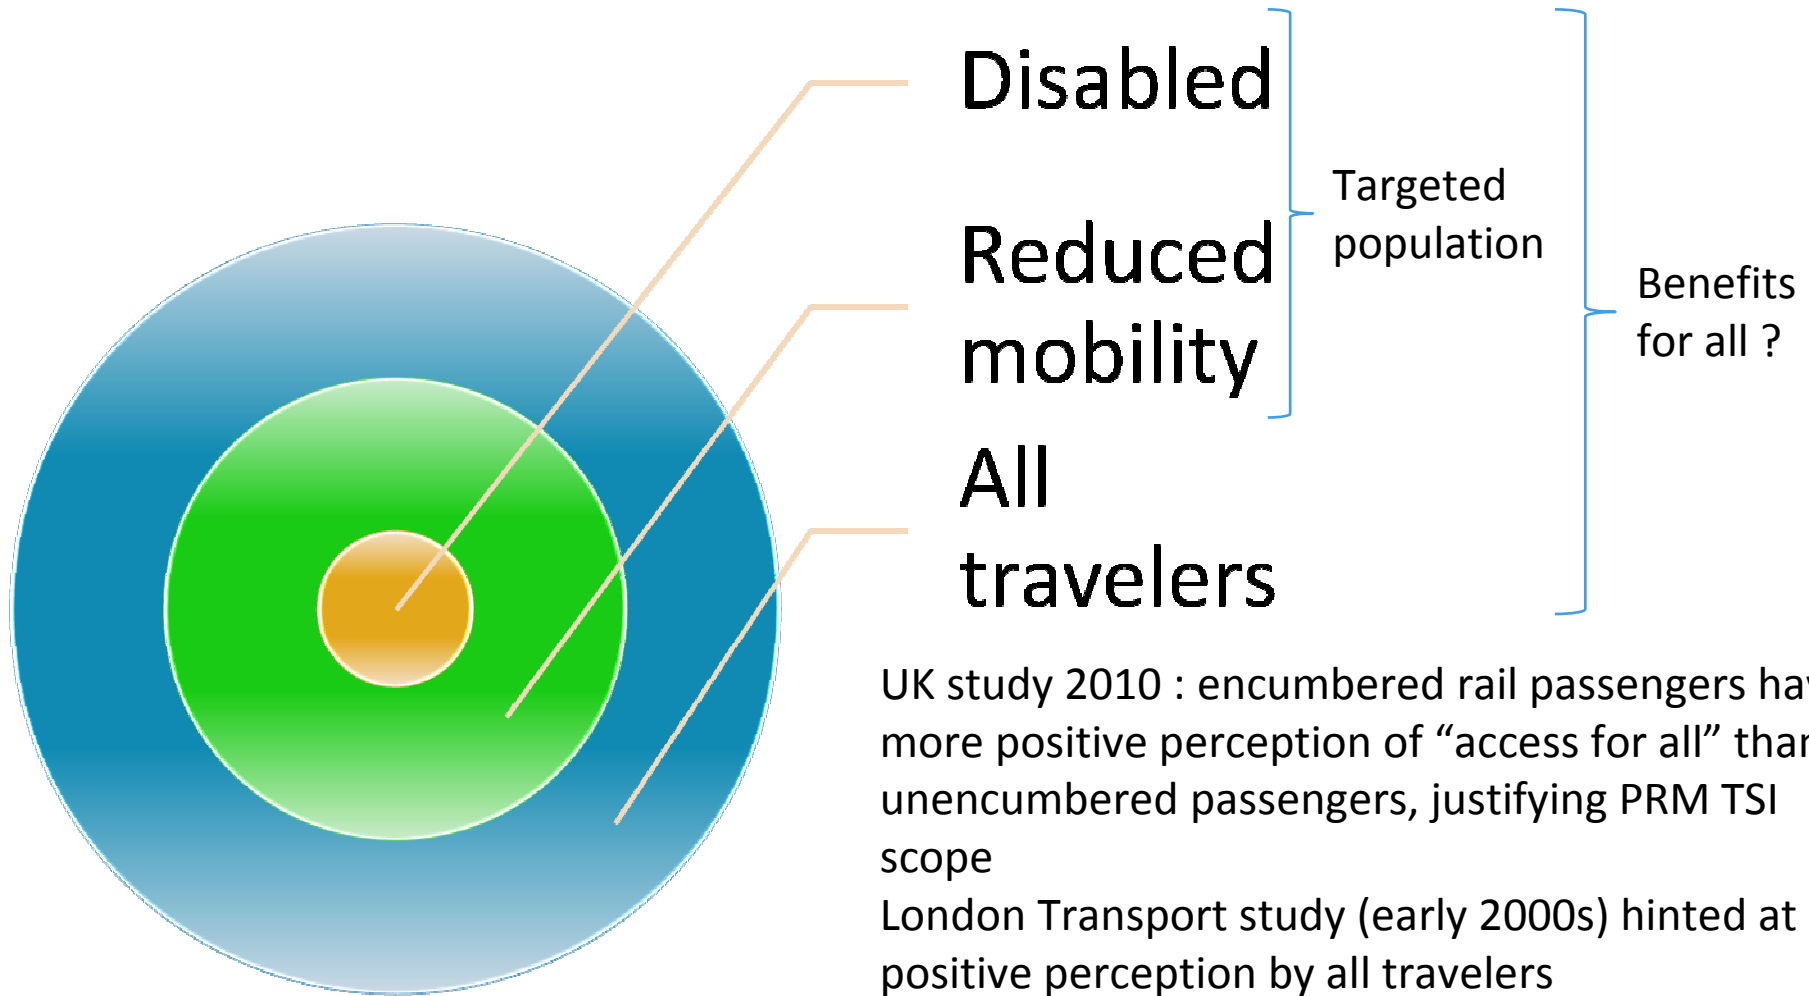 Disabled
Reduced
mobility
All
travelers
Targeted
population
Benefits
for all ?
UK study 2010 : encumbered rail passengers
more positive perception of “access for all”
unencumbered passengers, justifying PRM TSI
scope
London Transport study (early 2000s) hinted at
positive perception by all travelers